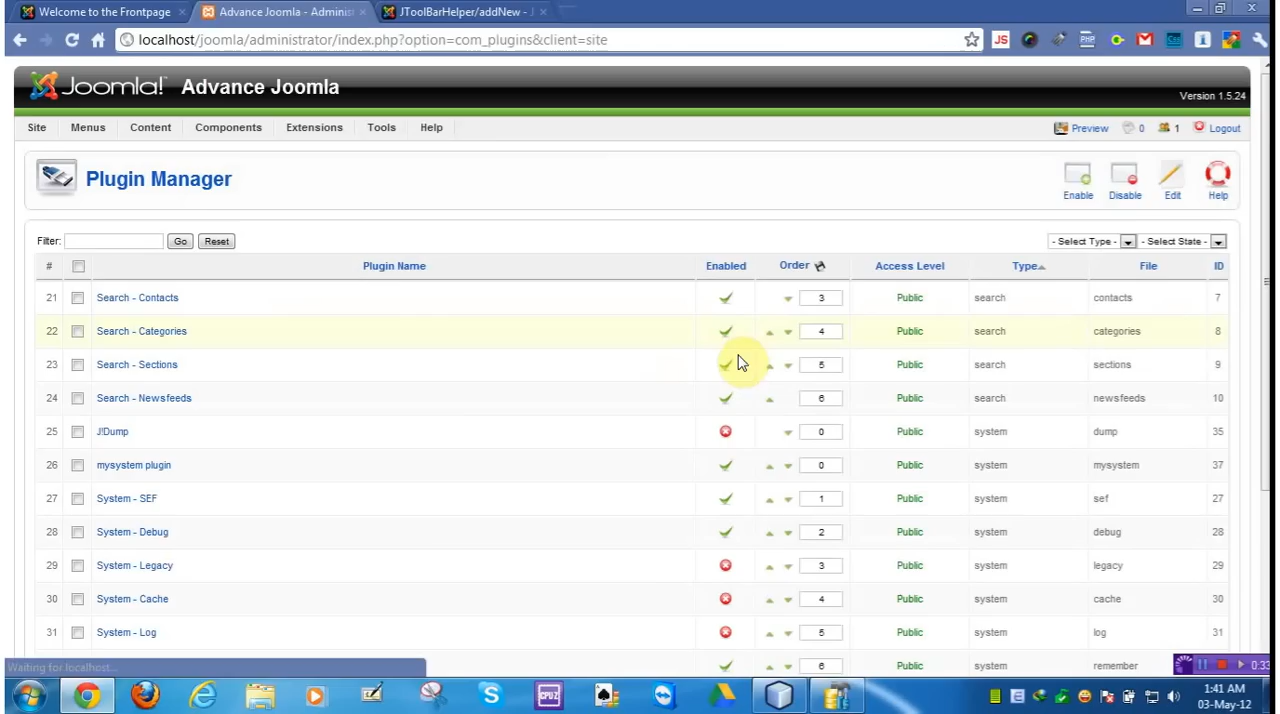 Welcome to the Frontpage
Advance Joomla - Adminis
JToolBarHelper/addNew - J
localhost/joomla/administrator/index.php?option=com_plugins&client=site
JS
PHP
Joomla! Advance Joomla
Version 1.5.24
Site Menus Content Components Extensions Tools Help
Preview 0 1 Logout
Plugin Manager
Enable Disable Edit Help
Filter: Go Reset
- Select Type - - Select State -
# Plugin Name Enabled Order Access Level Type File ID
21 Search - Contacts 3 Public search contacts 7
22 Search - Categories 4 Public search categories 8
23 Search - Sections 5 Public search sections 9
24 Search - Newsfeeds 6 Public search newsfeeds 10
25 J!Dump 0 Public system dump 35
26 mysystem plugin 0 Public system mysystem 37
27 System - SEF 1 Public system sef 27
28 System - Debug 2 Public system debug 28
29 System - Legacy 3 Public system legacy 29
30 System - Cache 4 Public system cache 30
31 System - Log 5 Public system log 31
6 Public system remember
Waiting for localhost...
0:33
1:41 AM
03-May-12